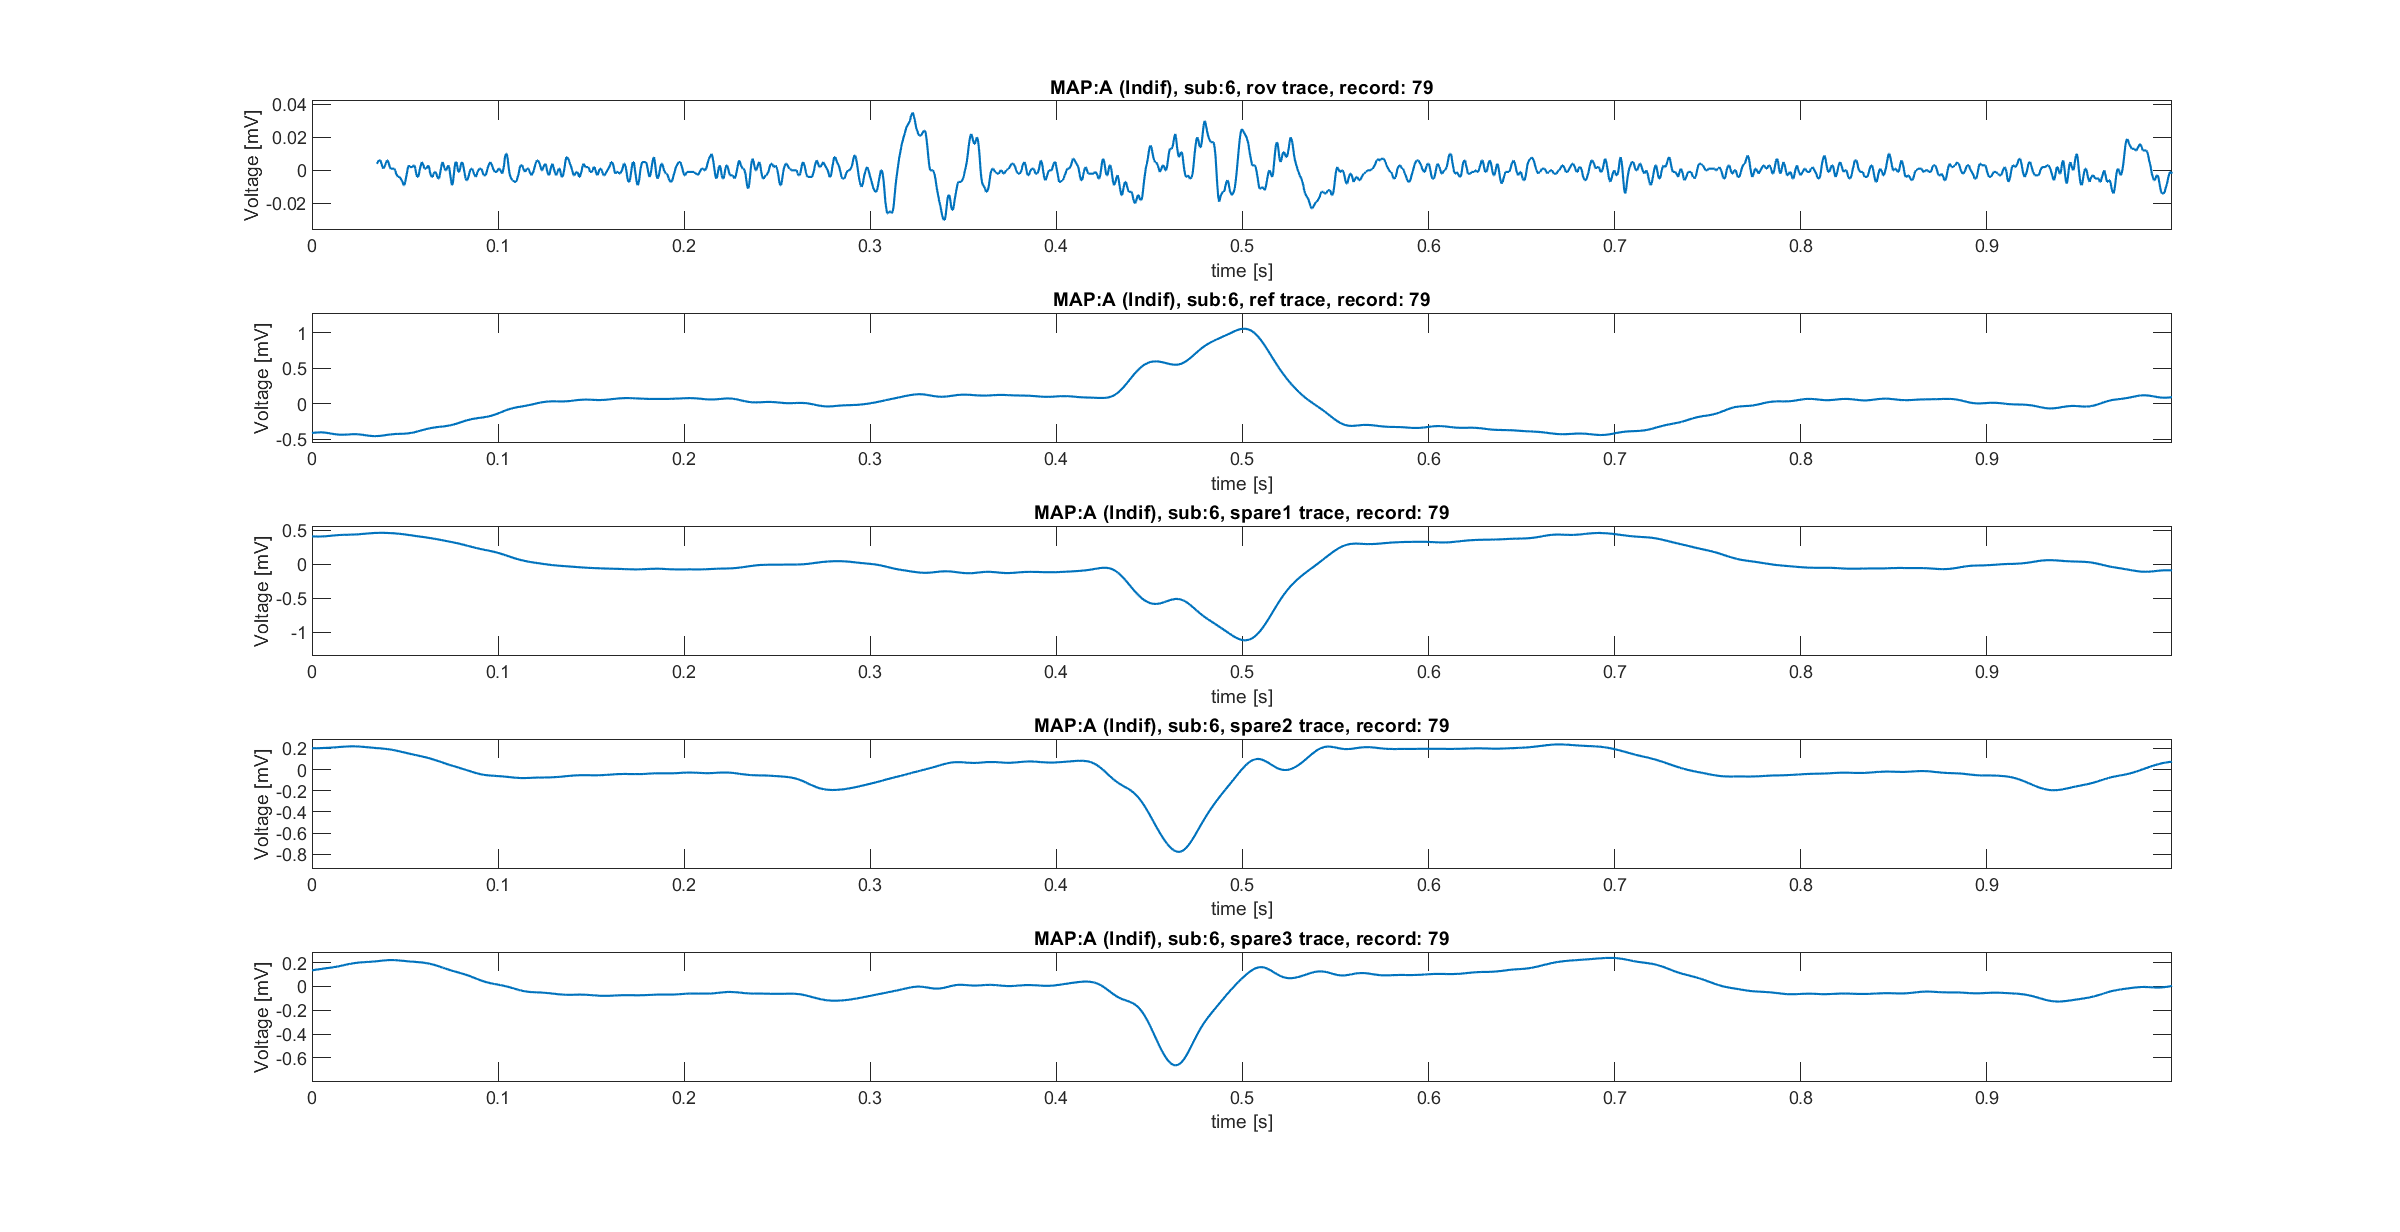 MAP:A (Indif), sub:6, rov trace, record: 79
Voltage [mV]
0.04
0.02
0
-0.02
0 0.1 0.2 0.3 0.4 0.5 0.6 0.7 0.8 0.9
time [s]
MAP:A (Indif), sub:6, ref trace, record: 79
Voltage [mV]
1
0.5
0
-0.5
0 0.1 0.2 0.3 0.4 0.5 0.6 0.7 0.8 0.9
time [s]
MAP:A (Indif), sub:6, spare1 trace, record: 79
Voltage [mV]
0.5
0
-0.5
-1
0 0.1 0.2 0.3 0.4 0.5 0.6 0.7 0.8 0.9
time [s]
MAP:A (Indif), sub:6, spare2 trace, record: 79
Voltage [mV]
0.2
0
-0.2
-0.4
-0.6
-0.8
0 0.1 0.2 0.3 0.4 0.5 0.6 0.7 0.8 0.9
time [s]
MAP:A (Indif), sub:6, spare3 trace, record: 79
Voltage [mV]
0.2
0
-0.2
-0.4
-0.6
0 0.1 0.2 0.3 0.4 0.5 0.6 0.7 0.8 0.9
time [s]